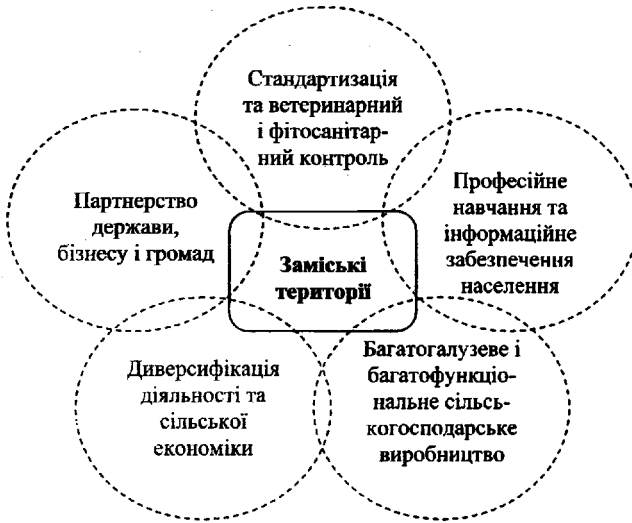 Стандартизація
та ветеринарний
і фітосанітар-
ний контроль
Партнерство
держави,
бізнесу і громад
Професійне
навчання та
інформаційне
забезпечення
населення
Заміські
території
Диверсифікація
діяльності та
сільської
економіки
Багатогалузеве і
багатофункціо-
нальне сільсь-
когосподарське
виробництво